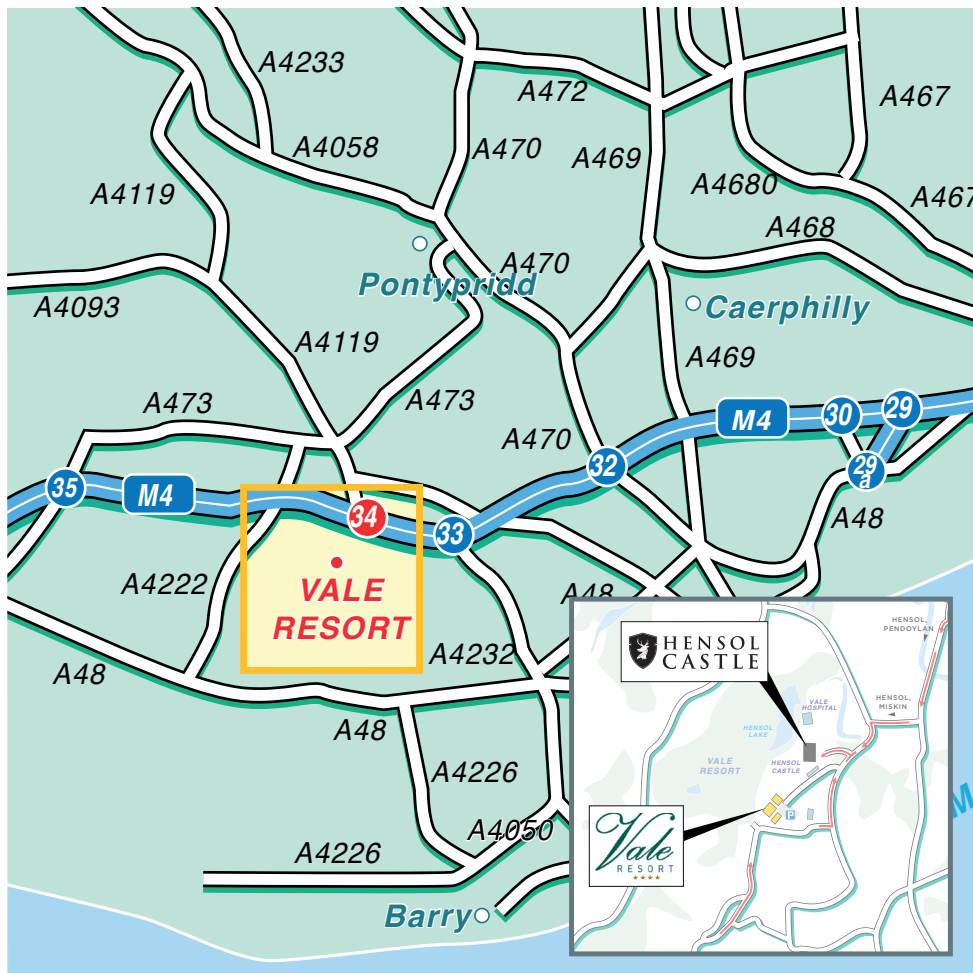 A4233
A472
A467
A4058
A470
A469
A4119
A4680
A467
A468
A470
Pontypridd
A4093
Caerphilly
A4119
A469
A473
A473
A470
M4
30
29
32
29
a
35
M4
34
33
A48
A4222
VALE
RESORT
A48
A4232
A48
A48
A4226
A4050
A4226
Barry
HENSOL
CASTLE
HENSOL,
PENDOYLAN
HENSOL,
MISKIN
VALE
HOSPITAL
HENSOL
LAKE
VALE
RESORT
HENSOL
CASTLE
P
Vale
RESORT
M